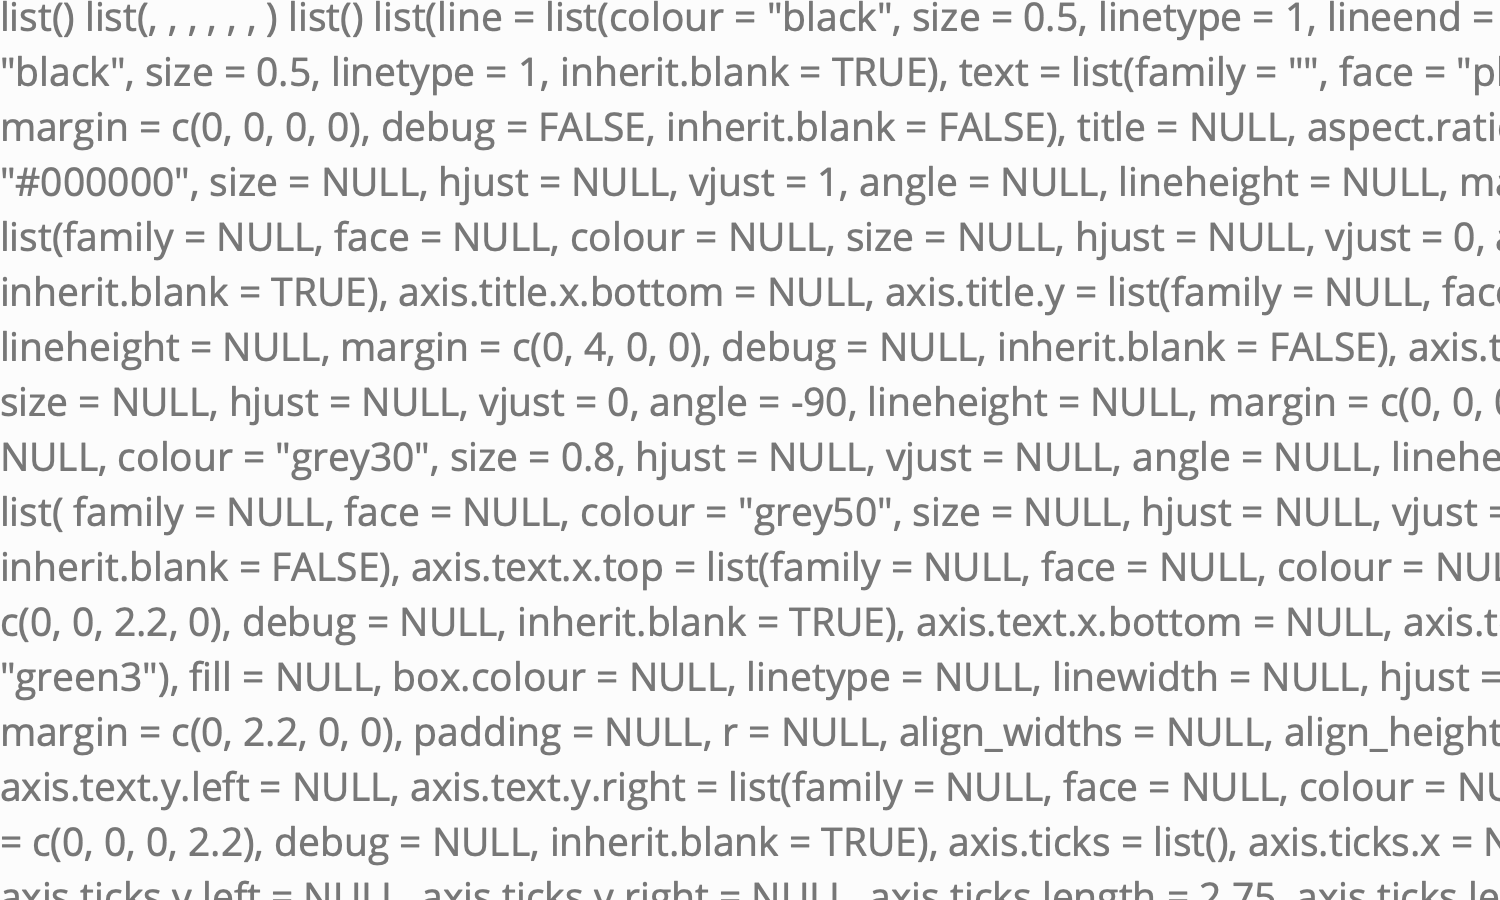 list() list(, , , , , , ) list() list(line = list(colour = "black", size = 0.5, linetype = 1, lineend =
"black", size = 0.5, linetype = 1, inherit.blank = TRUE), text = list(family = "", face = "pl
margin = c(0, 0, 0, 0), debug = FALSE, inherit.blank = FALSE), title = NULL, aspect.ratio
"#000000", size = NULL, hjust = NULL, vjust = 1, angle = NULL, lineheight = NULL, ma
list(family = NULL, face = NULL, colour = NULL, size = NULL, hjust = NULL, vjust = 0, a
inherit.blank = TRUE), axis.title.x.bottom = NULL, axis.title.y = list(family = NULL, face
lineheight = NULL, margin = c(0, 4, 0, 0), debug = NULL, inherit.blank = FALSE), axis.t
size = NULL, hjust = NULL, vjust = 0, angle = -90, lineheight = NULL, margin = c(0, 0, 0
NULL, colour = "grey30", size = 0.8, hjust = NULL, vjust = NULL, angle = NULL, linehe
list( family = NULL, face = NULL, colour = "grey50", size = NULL, hjust = NULL, vjust =
inherit.blank = FALSE), axis.text.x.top = list(family = NULL, face = NULL, colour = NUL
c(0, 0, 2.2, 0), debug = NULL, inherit.blank = TRUE), axis.text.x.bottom = NULL, axis.t
"green3"), fill = NULL, box.colour = NULL, linetype = NULL, linewidth = NULL, hjust =
margin = c(0, 2.2, 0, 0), padding = NULL, r = NULL, align_widths = NULL, align_height
axis.text.y.left = NULL, axis.text.y.right = list(family = NULL, face = NULL, colour = NU
= c(0, 0, 0, 2.2), debug = NULL, inherit.blank = TRUE), axis.ticks = list(), axis.ticks.x = N
axis.ticks.y.left = NULL, axis.ticks.y.right = NULL, axis.ticks.length = 2.75, axis.ticks.le